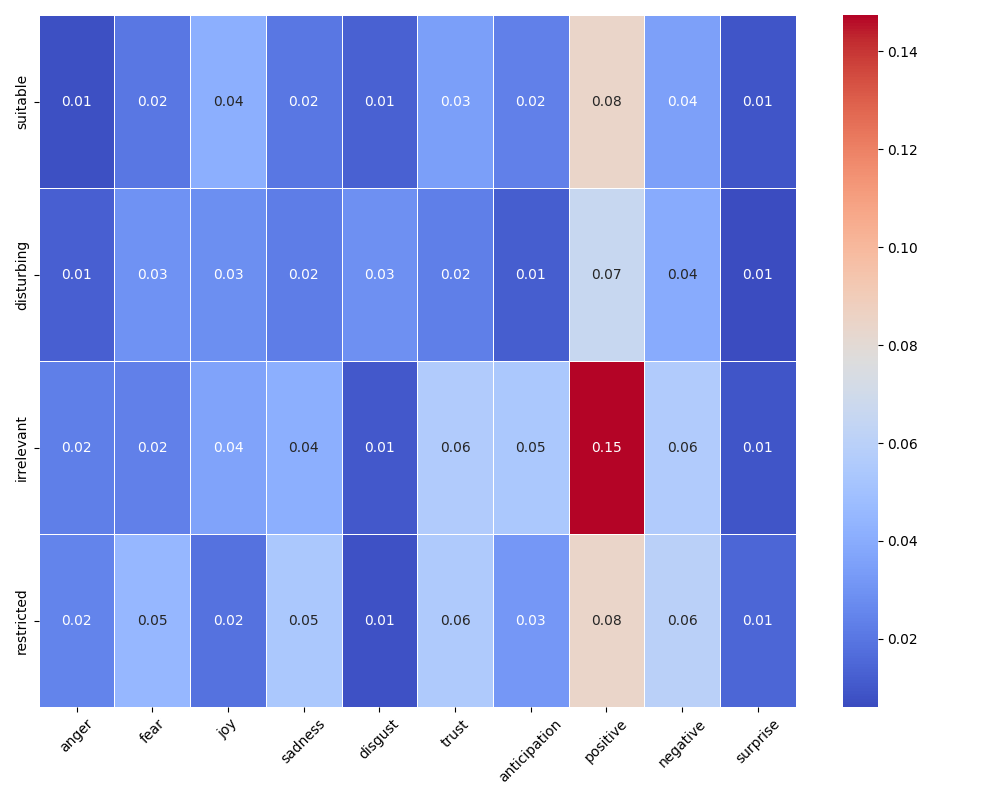 suitable 0.01 0.02 0.04 0.02 0.01 0.03 0.02 0.08 0.04 0.01
disturbing 0.01 0.03 0.03 0.02 0.03 0.02 0.01 0.07 0.04 0.01
irrelevant 0.02 0.02 0.04 0.04 0.01 0.06 0.05 0.15 0.06 0.01
restricted 0.02 0.05 0.02 0.05 0.01 0.06 0.03 0.08 0.06 0.01
anger fear joy sadness disgust trust anticipation positive negative surprise
0.14
0.12
0.10
0.08
0.06
0.04
0.02